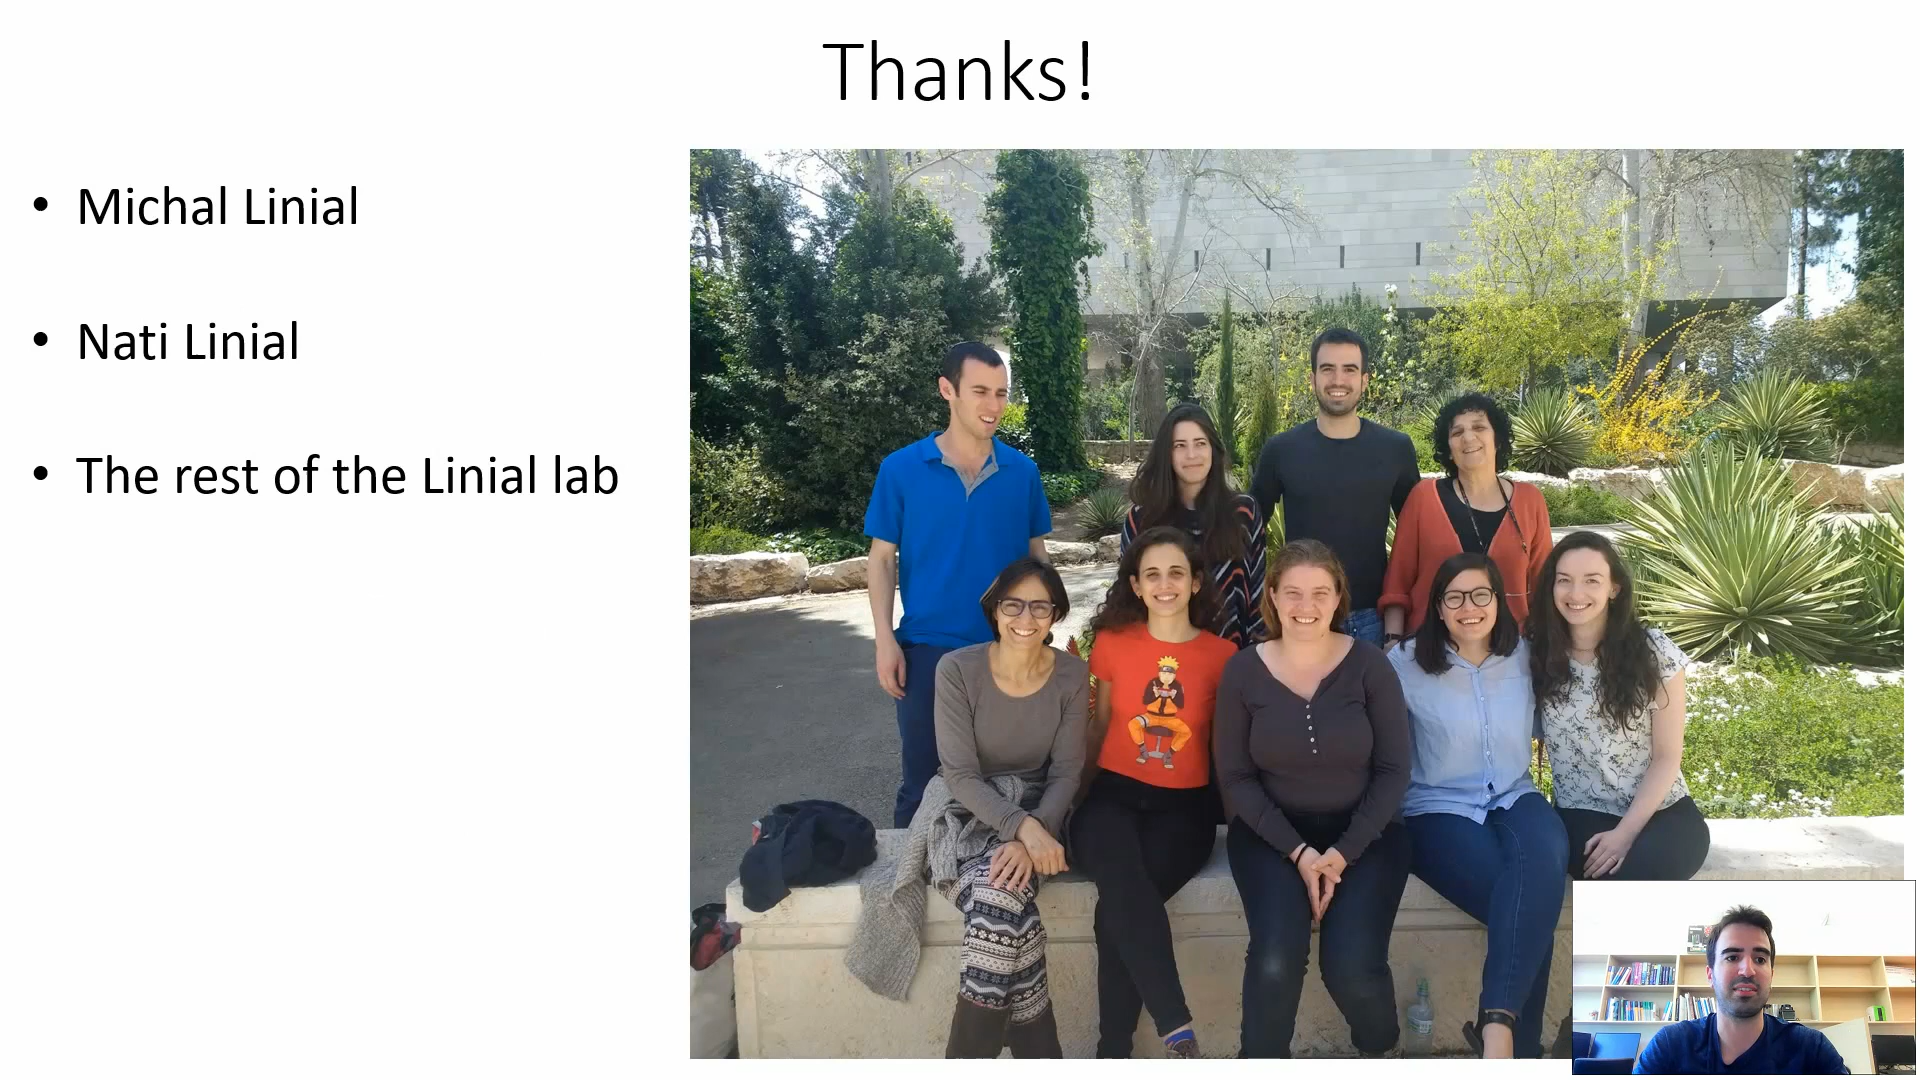 Thanks!
• Michal Linial
• Nati Linial
• The rest of the Linial lab